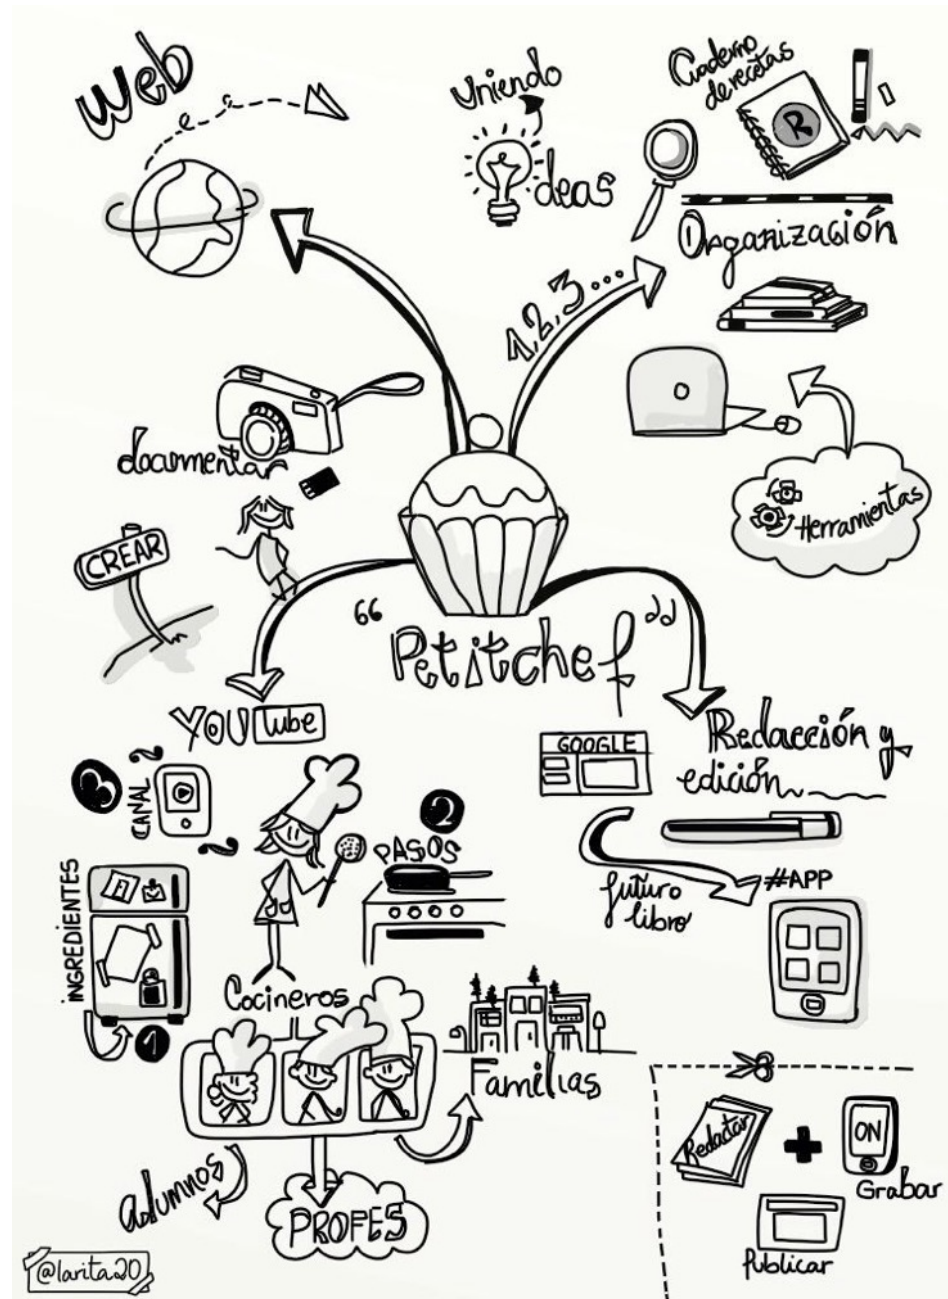 Web
Uniendo
Ideas
Cuaderno
de recetas
R
Organización
1,2,3...
Herramientas
documentar
CREAR
"Petitchef"
YOUTube
3
CANAL
INGREDIENTES
1
2
PASOS
Cocineros
Familias
alumnos
PROFES
@larita20
Redacción y
edición
GOOGLE
futuro
libro
#APP
Redactar
+
ON
Grabar
Publicar